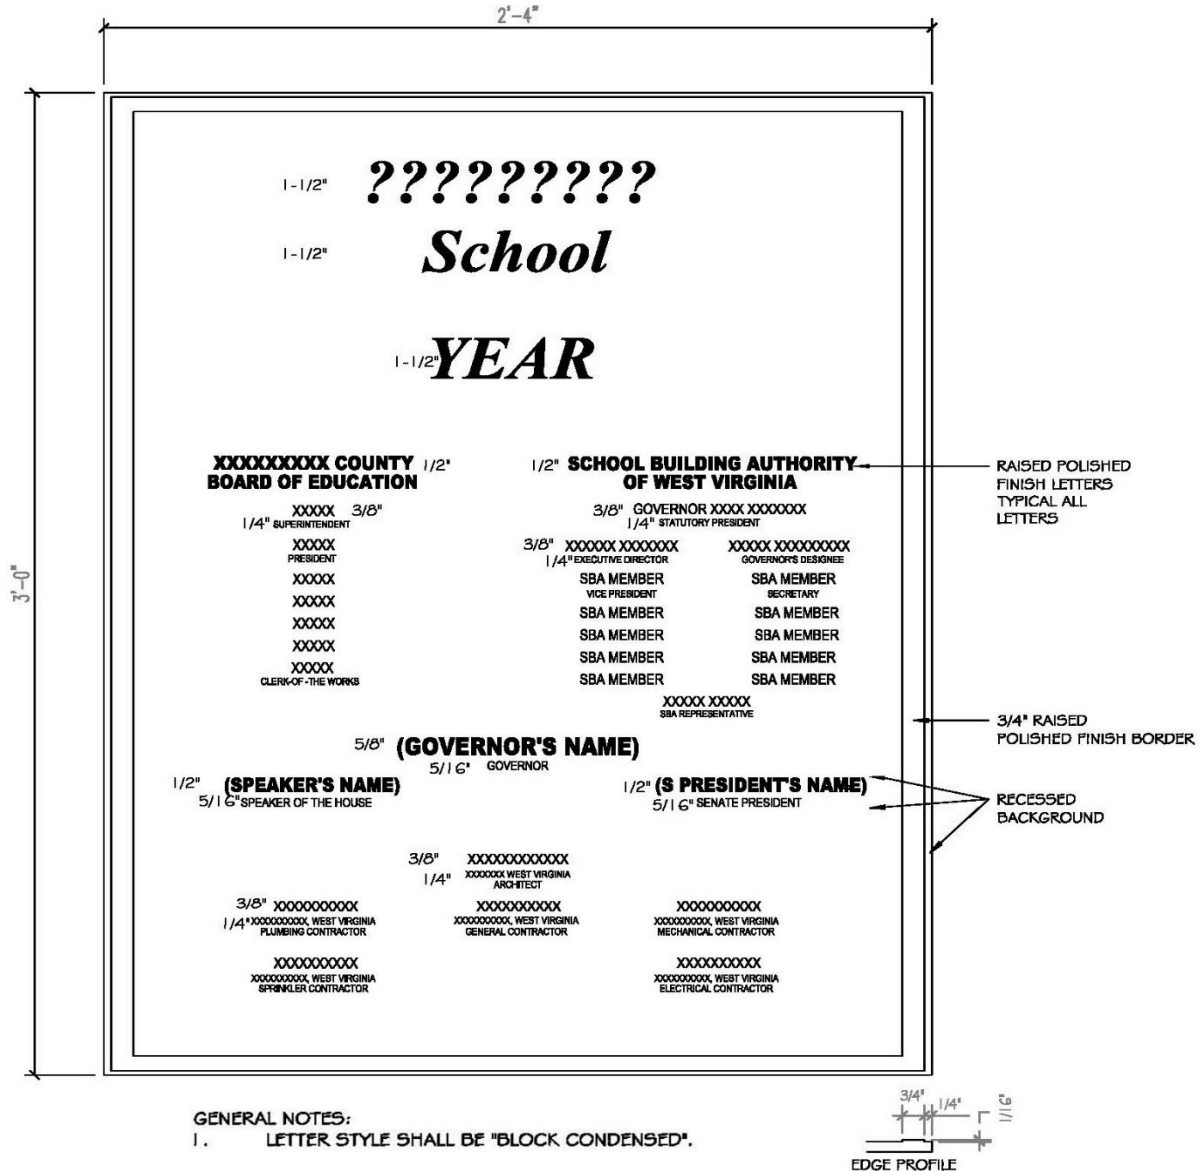 2'-4"
3'-0"
1-1/2" ?????????
1-1/2" School
1-1/2" YEAR
XXXXXXXXX COUNTY 1/2"
BOARD OF EDUCATION
XXXXX 3/8"
1/4" SUPERINTENDENT
XXXXX
PRESIDENT
XXXXX
XXXXX
XXXXX
XXXXX
XXXXX
CLERK-OF-THE WORKS
1/2" SCHOOL BUILDING AUTHORITY
OF WEST VIRGINIA
3/8" GOVERNOR XXXX XXXXXXX
1/4" STATUTORY PRESIDENT
3/8" XXXXXX XXXXXXX XXXXX XXXXXXXXX
1/4" EXECUTIVE DIRECTOR GOVERNOR'S DESIGNEE
SBA MEMBER SBA MEMBER
VICE PRESIDENT SECRETARY
SBA MEMBER SBA MEMBER
SBA MEMBER SBA MEMBER
SBA MEMBER SBA MEMBER
SBA MEMBER SBA MEMBER
XXXXX XXXXX
SBA REPRESENTATIVE
5/8" (GOVERNOR'S NAME)
5/16" GOVERNOR
1/2" (SPEAKER'S NAME) 1/2" (S PRESIDENT'S NAME)
5/16" SPEAKER OF THE HOUSE 5/16" SENATE PRESIDENT
3/8" XXXXXXXXXXXX
1/4" XXXXXXX WEST VIRGINIA
ARCHITECT
3/8" XXXXXXXXXX XXXXXXXXXX XXXXXXXXXX
1/4" XXXXXXXXXX, WEST VIRGINIA XXXXXXXXXX, WEST VIRGINIA XXXXXXXXXX, WEST VIRGINIA
PLUMBING CONTRACTOR GENERAL CONTRACTOR MECHANICAL CONTRACTOR
XXXXXXXXXX XXXXXXXXXX
XXXXXXXXXX, WEST VIRGINIA XXXXXXXXXX, WEST VIRGINIA
SPRINKLER CONTRACTOR ELECTRICAL CONTRACTOR
RAISED POLISHED
FINISH LETTERS
TYPICAL ALL
LETTERS
3/4" RAISED
POLISHED FINISH BORDER
RECESSED
BACKGROUND
GENERAL NOTES:
1. LETTER STYLE SHALL BE "BLOCK CONDENSED".
3/4" 1/4" 1/16"
EDGE PROFILE